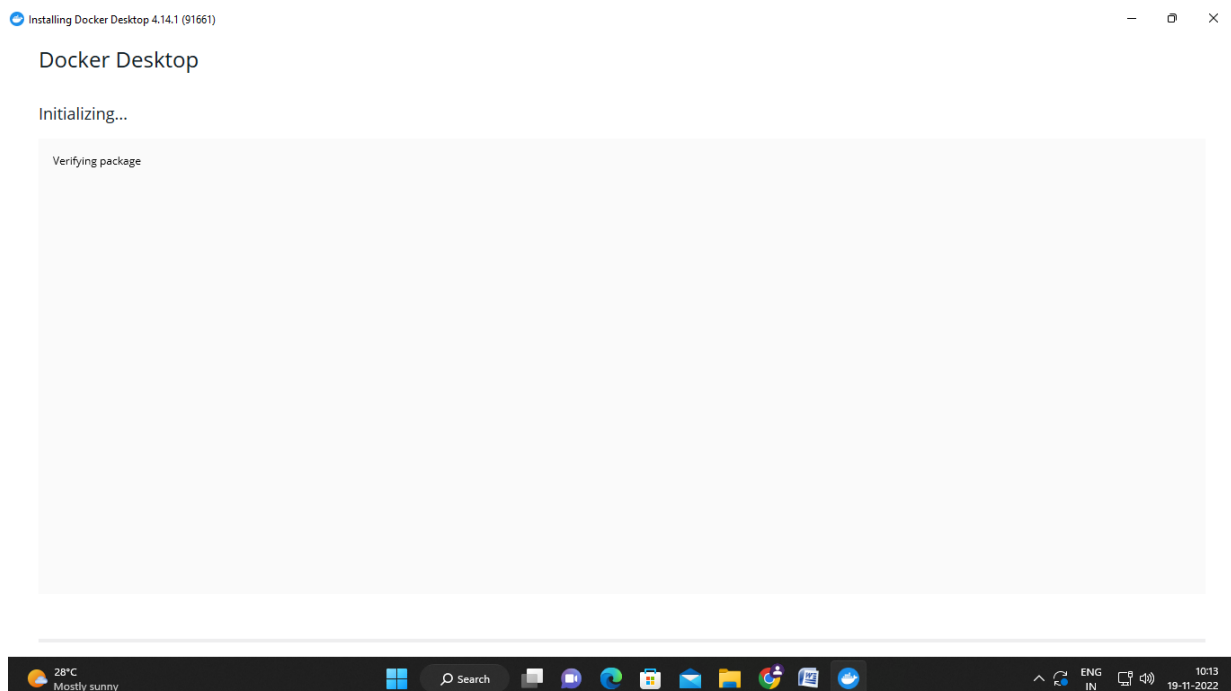 Installing Docker Desktop 4.14.1 (91661)
Docker Desktop
Initializing...
Verifying package
28°C
Mostly sunny
Search
ENG
IN
10:13
19-11-2022